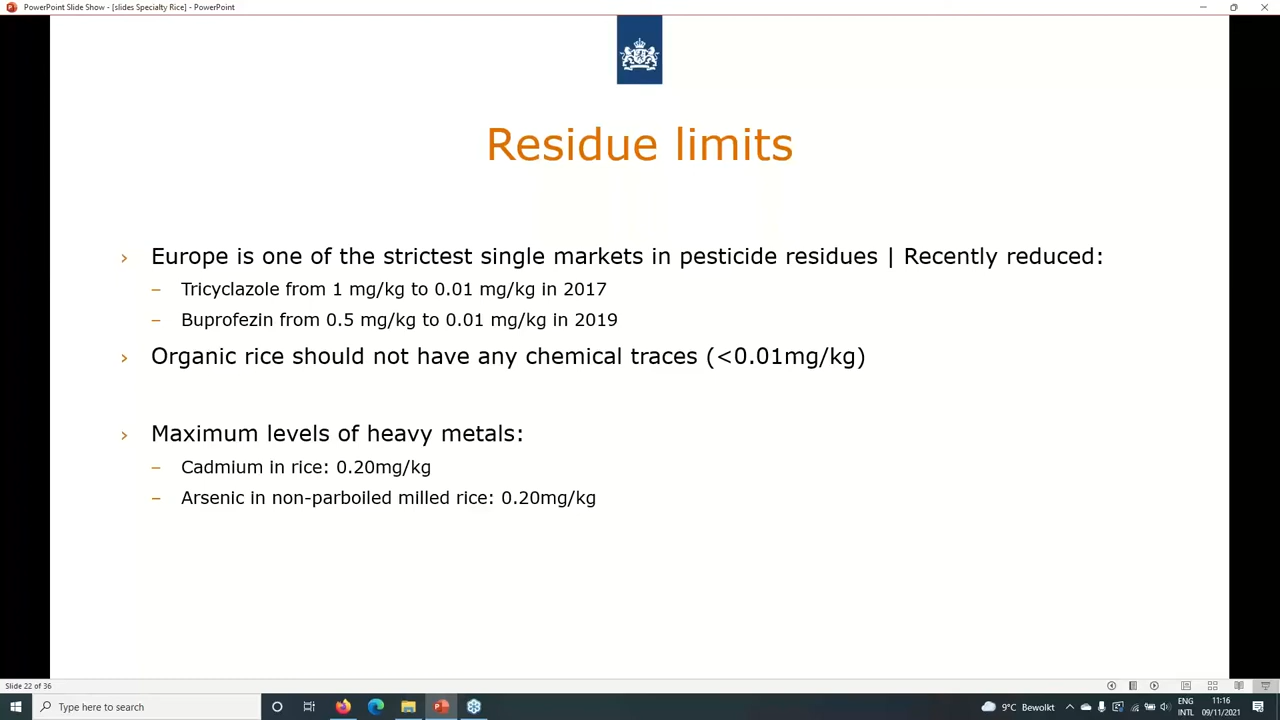 PowerPoint Slide Show - [slides Specialty Rice] - PowerPoint
Residue limits
› Europe is one of the strictest single markets in pesticide residues | Recently reduced:
– Tricyclazole from 1 mg/kg to 0.01 mg/kg in 2017
– Buprofezin from 0.5 mg/kg to 0.01 mg/kg in 2019
› Organic rice should not have any chemical traces (<0.01mg/kg)
› Maximum levels of heavy metals:
– Cadmium in rice: 0.20mg/kg
– Arsenic in non-parboiled milled rice: 0.20mg/kg
Slide 22 of 36
Type here to search
9°C Bewolkt
ENG
INTL
11:16
09/11/2021